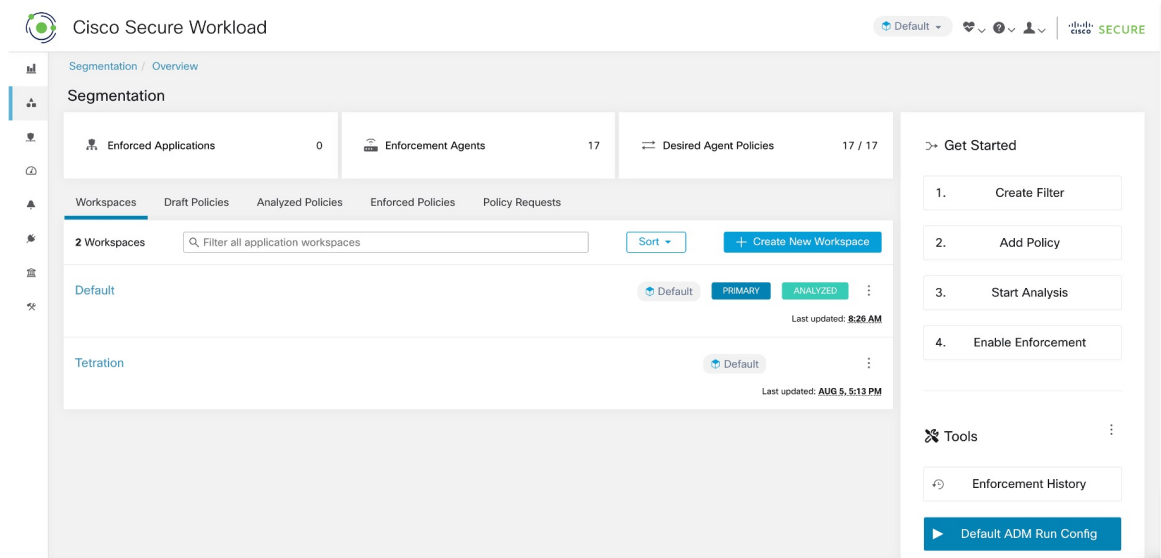 Cisco Secure Workload
Default
CISCO SECURE
Segmentation / Overview
Segmentation
Enforced Applications 0
Enforcement Agents 17
Desired Agent Policies 17 / 17
Workspaces Draft Policies Analyzed Policies Enforced Policies Policy Requests
2 Workspaces Filter all application workspaces Sort + Create New Workspace
Default Default PRIMARY ANALYZED
Last updated: 8:26 AM
Tetration Default
Last updated: AUG 5, 5:13 PM
Get Started
1. Create Filter
2. Add Policy
3. Start Analysis
4. Enable Enforcement
Tools
Enforcement History
Default ADM Run Config